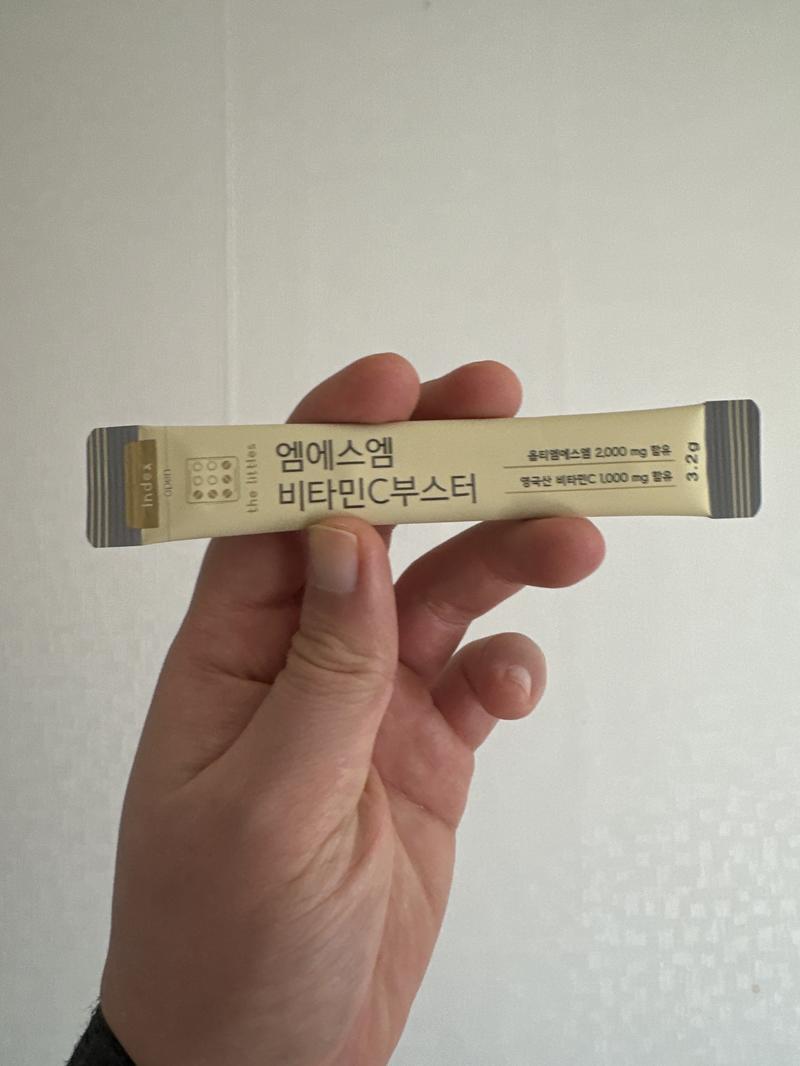 Index
open
the littles
엠에스엠
비타민C부스터
옵티엠에스엠 2,000 mg 함유
영국산 비타민C 1,000 mg 함유
3.2g